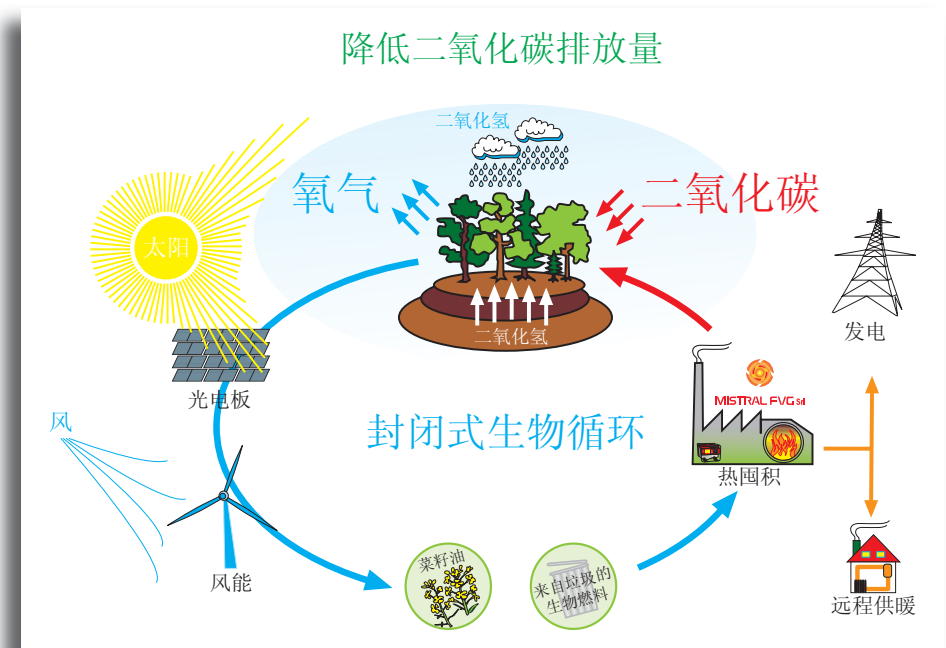 降低二氧化碳排放量
二氧化氢
氧气
二氧化碳
太阳
二氧化氢
发电
光电板
MISTRAL FVG Srl
风
封闭式生物循环
热囤积
菜籽油
来自垃圾的
生物燃料
风能
远程供暖